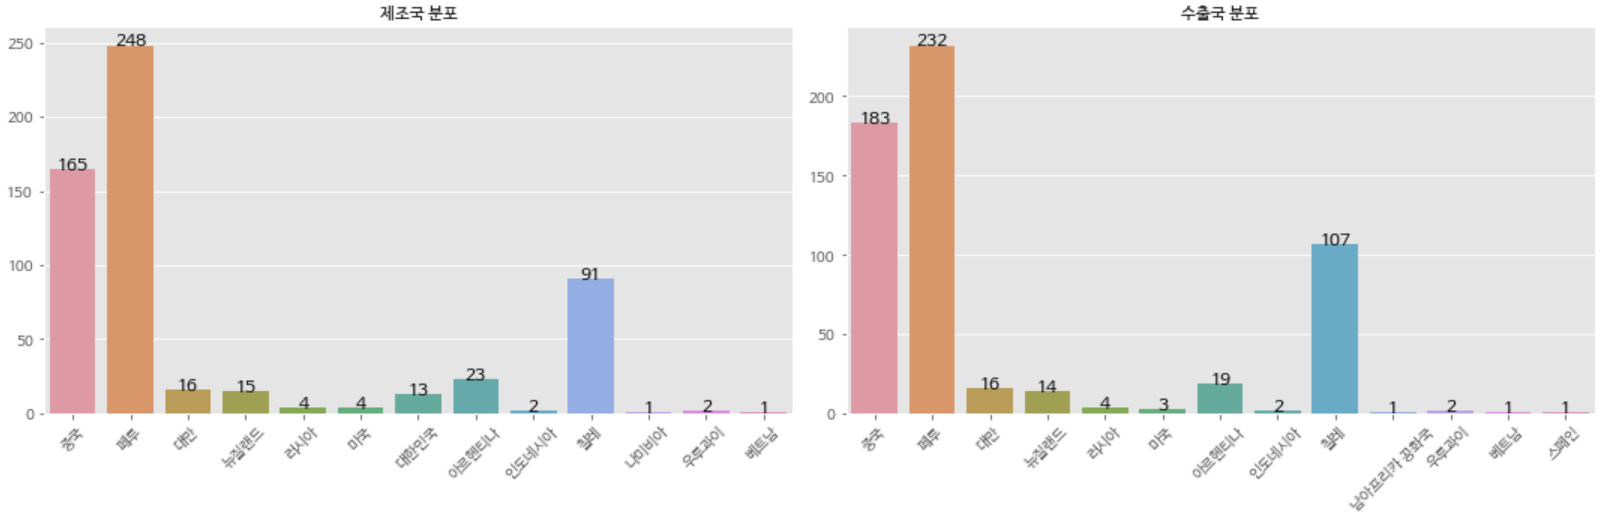 제조국 분포
250
200
150
100
50
0
165
248
16
15
4
4
13
23
2
91
1
2
1
중국
페루
대만
뉴질랜드
러시아
미국
대한민국
아르헨티나
인도네시아
칠레
나미비아
우루과이
베트남
수출국 분포
200
150
100
50
0
183
232
16
14
4
3
19
2
107
1
2
1
1
중국
페루
대만
뉴질랜드
러시아
미국
아르헨티나
인도네시아
칠레
남아프리카 공화국
우루과이
베트남
스페인